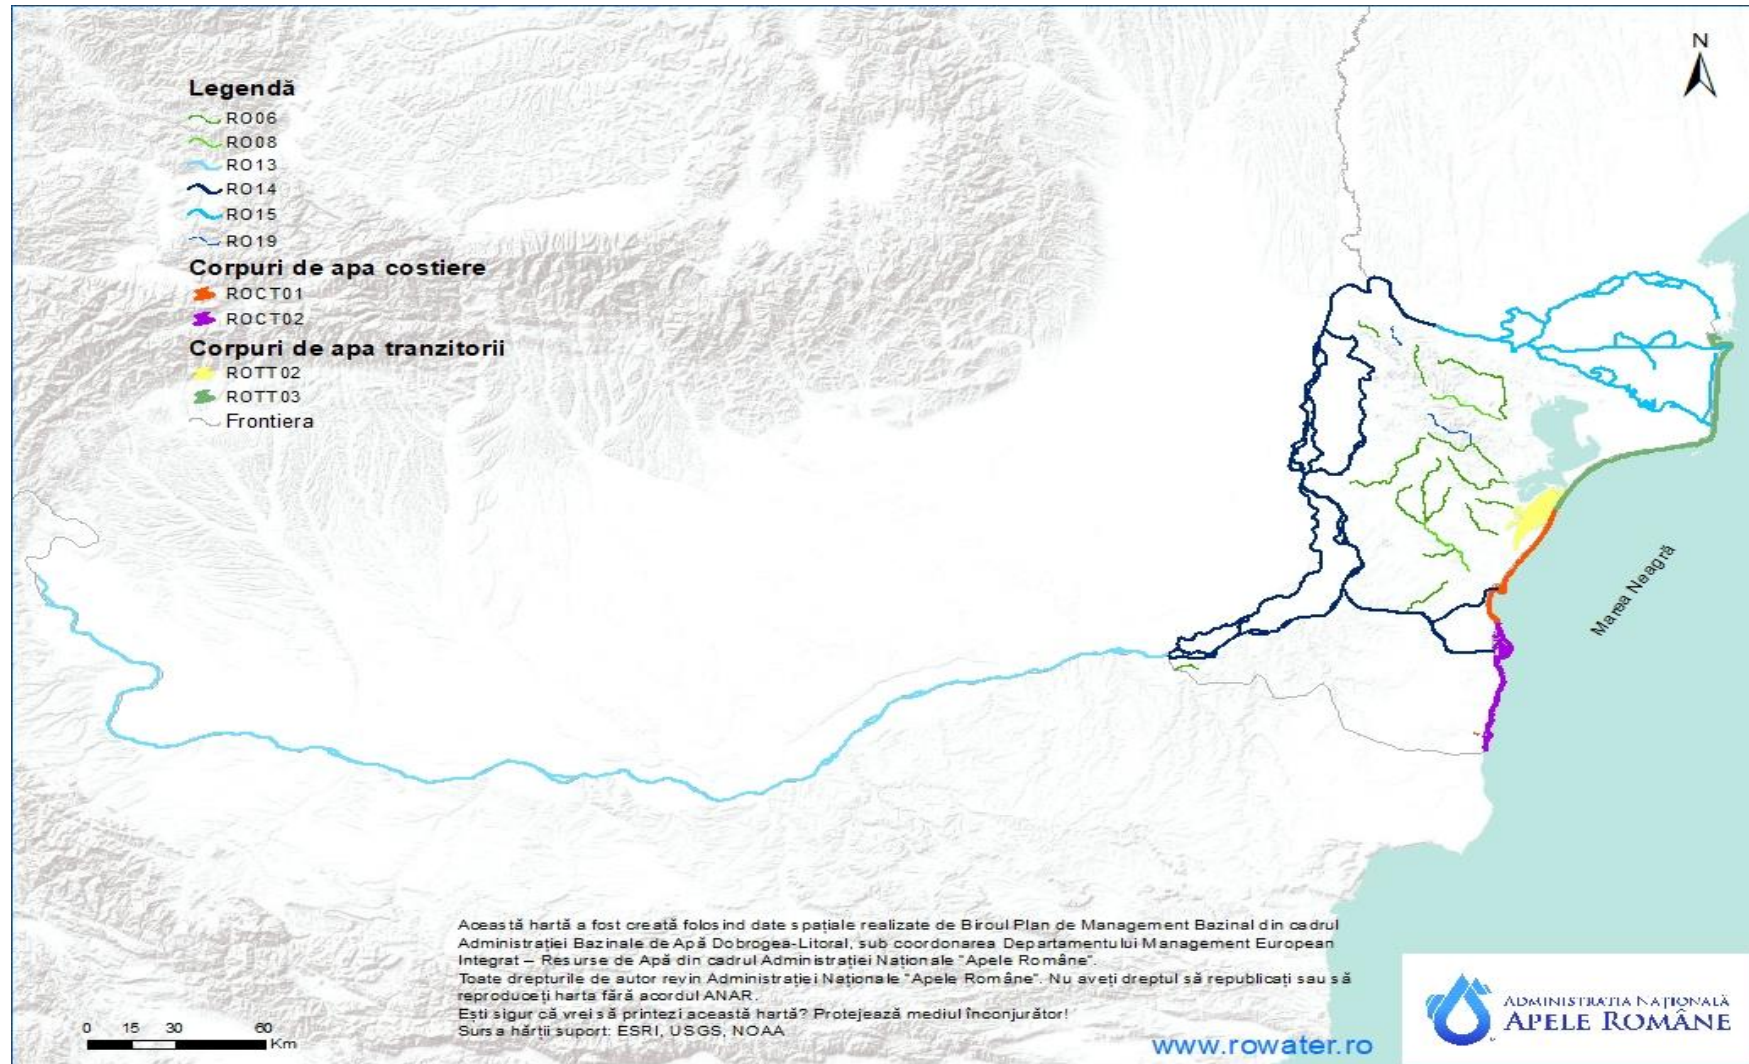 N
Legendă
RO06
RO08
RO13
RO14
RO15
RO19
Corpuri de apa costiere
ROCT01
ROCT02
Corpuri de apa tranzitorii
ROTT02
ROTT03
Frontiera
Marea Neagră
Această hartă a fost creată folosind date spațiale realizate de Biroul Plan de Management Bazinal din cadrul
Administrației Bazinale de Apă Dobrogea-Litoral, sub coordonarea Departamentului Management European
Integrat – Resurse de Apă din cadrul Administrației Naționale "Apele Române".
Toate drepturile de autor revin Administrației Naționale "Apele Române". Nu aveți dreptul să republicați sau să
reproduceți harta fără acordul ANAR.
Ești sigur că vrei să printezi această hartă? Protejează mediul înconjurător!
Sursa hărții suport: ESRI, USGS, NOAA
0 15 30 60
Km
www.rowater.ro
ADMINISTRAȚIA NAȚIONALĂ
APELE ROMÂNE